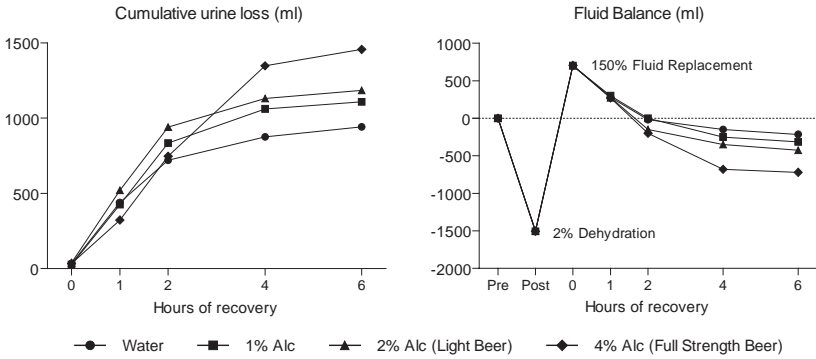 Cumulative urine loss (ml)
1500
1000
500
0
0 1 2 4 6
Hours of recovery
Fluid Balance (ml)
1000
500
0
-500
-1000
-1500
-2000
150% Fluid Replacement
2% Dehydration
Pre Post 0 1 2 4 6
Hours of recovery
Water 1% Alc 2% Alc (Light Beer) 4% Alc (Full Strength Beer)